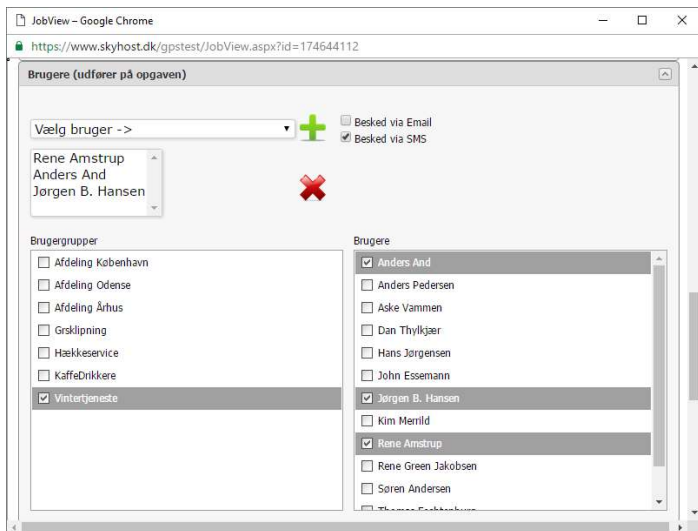 JobView – Google Chrome
https://www.skyhost.dk/gpstest/JobView.aspx?id=174644112
Brugere (udfører på opgaven)
Vælg bruger ->
Besked via Email
Besked via SMS
Rene Amstrup
Anders And
Jørgen B. Hansen
Brugergrupper
Afdeling København
Afdeling Odense
Afdeling Århus
Grsklipning
Hækkeservice
KaffeDrikkere
Vintertjeneste
Brugere
Anders And
Anders Pedersen
Aske Vammen
Dan Thylkjær
Hans Jørgensen
John Essemann
Jørgen B. Hansen
Kim Merrild
Rene Amstrup
Rene Green Jakobsen
Søren Andersen